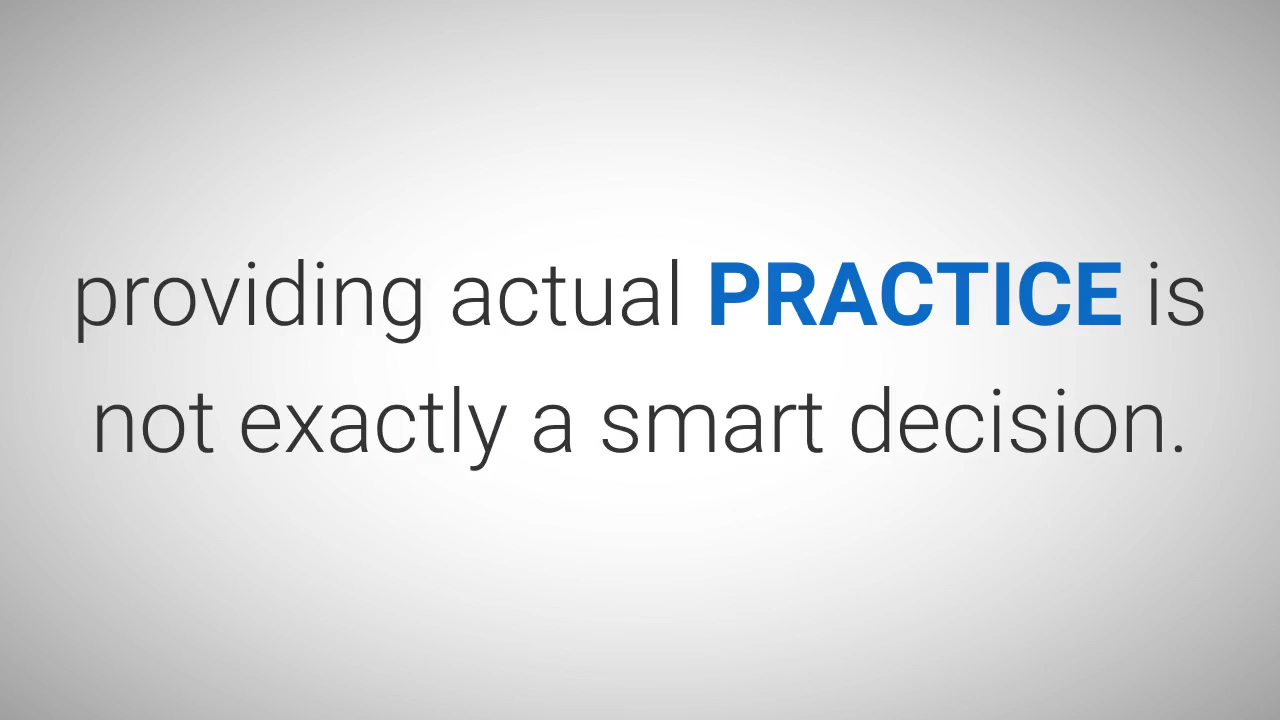 providing actual PRACTICE is
not exactly a smart decision.